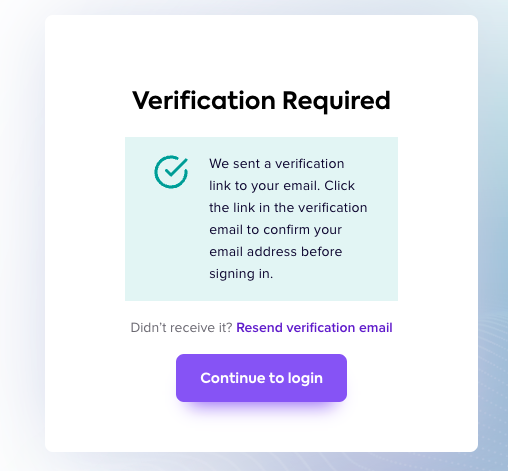 Verification Required
We sent a verification
link to your email. Click
the link in the verification
email to confirm your
email address before
signing in.
Didn't receive it? Resend verification email
Continue to login